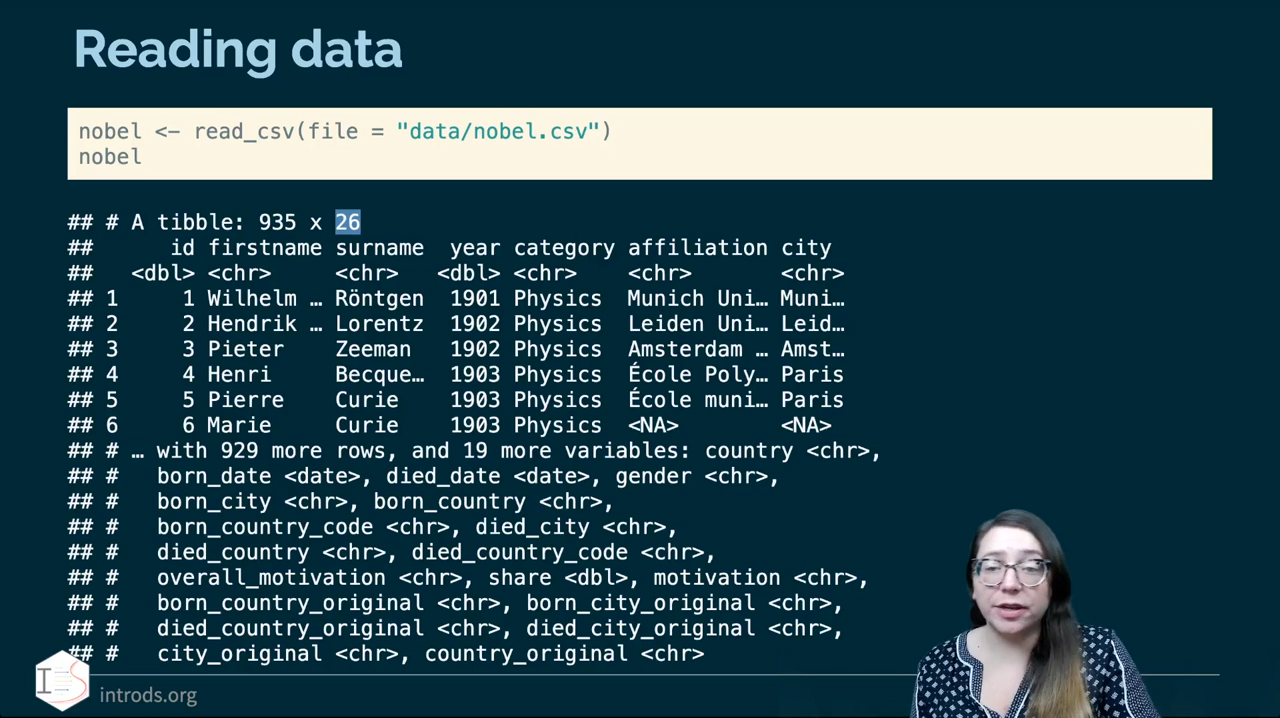 Reading data
nobel <- read_csv(file = "data/nobel.csv")
nobel
## # A tibble: 935 x 26
##      id firstname surname  year category affiliation city
##   <dbl> <chr>     <chr>   <dbl> <chr>    <chr>       <chr>
## 1     1 Wilhelm … Röntgen  1901 Physics  Munich Uni… Muni…
## 2     2 Hendrik … Lorentz  1902 Physics  Leiden Uni… Leid…
## 3     3 Pieter    Zeeman   1902 Physics  Amsterdam … Amst…
## 4     4 Henri     Becque…  1903 Physics  École Poly… Paris
## 5     5 Pierre    Curie    1903 Physics  École muni… Paris
## 6     6 Marie     Curie    1903 Physics  <NA>        <NA>
## # … with 929 more rows, and 19 more variables: country <chr>,
## #   born_date <date>, died_date <date>, gender <chr>,
## #   born_city <chr>, born_country <chr>,
## #   born_country_code <chr>, died_city <chr>,
## #   died_country <chr>, died_country_code <chr>,
## #   overall_motivation <chr>, share <dbl>, motivation <chr>,
## #   born_country_original <chr>, born_city_original <chr>,
## #   died_country_original <chr>, died_city_original <chr>,
## #   city_original <chr>, country_original <chr>
IDS
introds.org